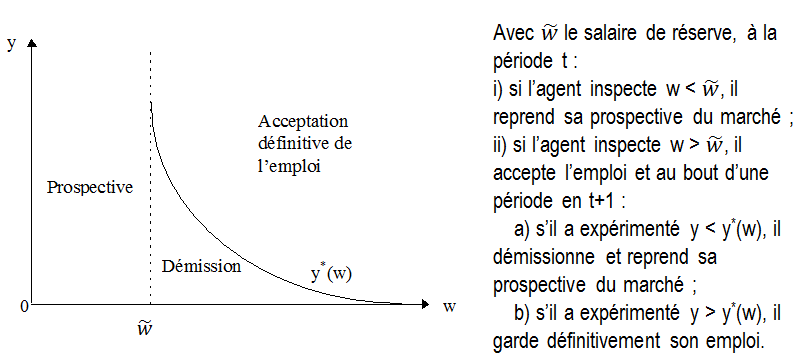 y
Acceptation
définitive de
l’emploi
Prospective
Démission
y*(w)
0
w̃
w
Avec w̃ le salaire de réserve, à la
période t :
i) si l’agent inspecte w < w̃, il
reprend sa prospective du marché ;
ii) si l’agent inspecte w > w̃, il
accepte l’emploi et au bout d’une
période en t+1 :
a) s’il a expérimenté y < y*(w), il
démissionne et reprend sa
prospective du marché ;
b) s’il a expérimenté y > y*(w), il
garde définitivement son emploi.